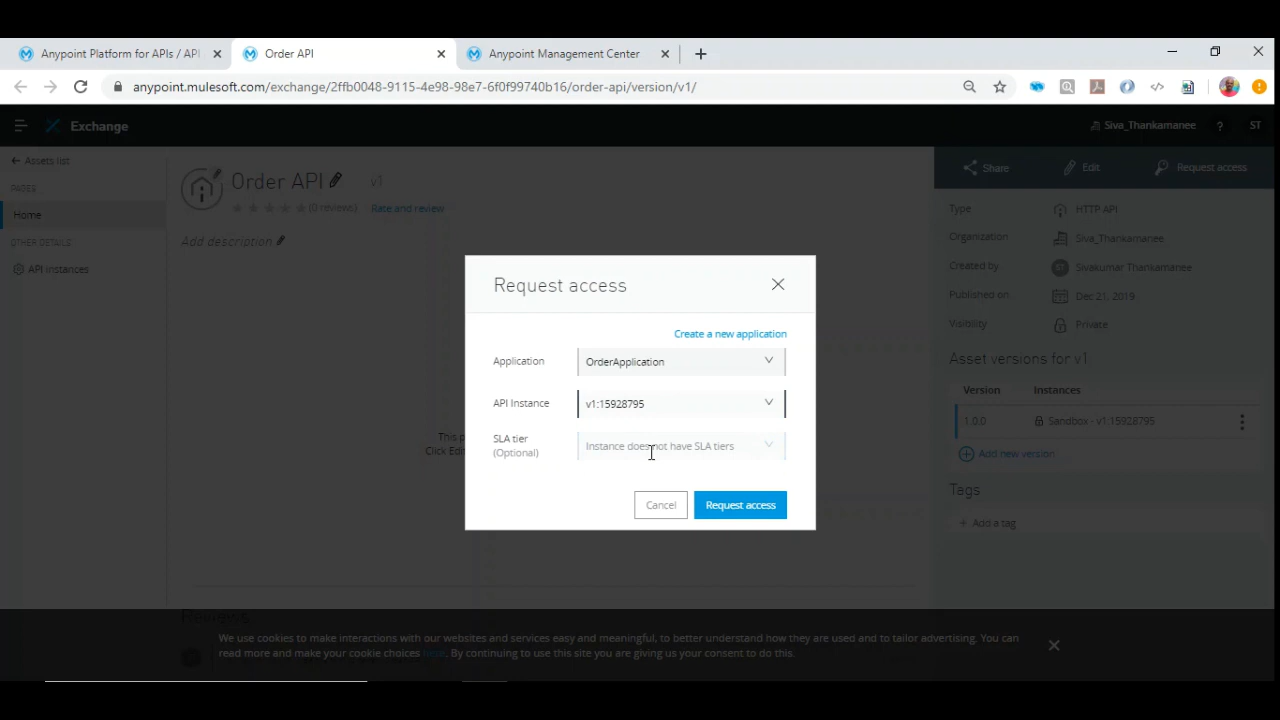 Anypoint Platform for APIs / API
Order API
Anypoint Management Center
anypoint.mulesoft.com/exchange/2ffb0048-9115-4e98-98e7-6f0f99740b16/order-api/version/v1/
Exchange
Siva_Thankamanee
?
ST
Assets list
PAGES
Home
OTHER DETAILS
API instances
Order API
v1
(0 reviews)
Rate and review
Add description
This p
Click Edi
Reviews
Share
Edit
Request access
Type
HTTP API
Organization
Siva_Thankamanee
Created by
ST
Sivakumar Thankamanee
Published on
Dec 21, 2019
Visibility
Private
Asset versions for v1
Version
Instances
1.0.0
Sandbox - v1:15928795
Add new version
Tags
+ Add a tag
Request access
Create a new application
Application
OrderApplication
API Instance
v1:15928795
SLA tier
(Optional)
Instance does not have SLA tiers
Cancel
Request access
We use cookies to make interactions with our websites and services easy and meaningful, to better understand how they are used and to tailor advertising. You can
read more and make your cookie choices here. By continuing to use this site you are giving us your consent to do this.